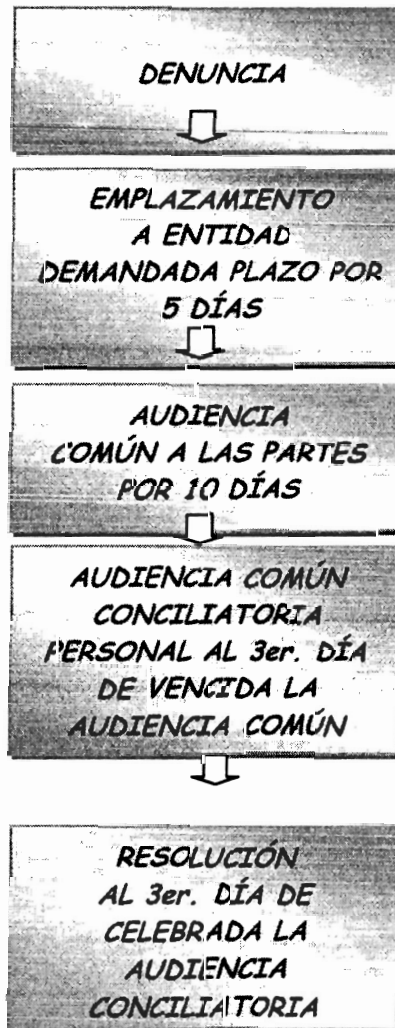 DENUNCIA
EMPLAZAMIENTO
A ENTIDAD
DEMANDADA PLAZO POR
5 DÍAS
AUDIENCIA
COMÚN A LAS PARTES
POR 10 DÍAS
AUDIENCIA COMÚN
CONCILIATORIA
PERSONAL AL 3er. DÍA
DE VENCIDA LA
AUDIENCIA COMÚN
RESOLUCIÓN
AL 3er. DÍA DE
CELEBRADA LA
AUDIENCIA
CONCILIATORIA